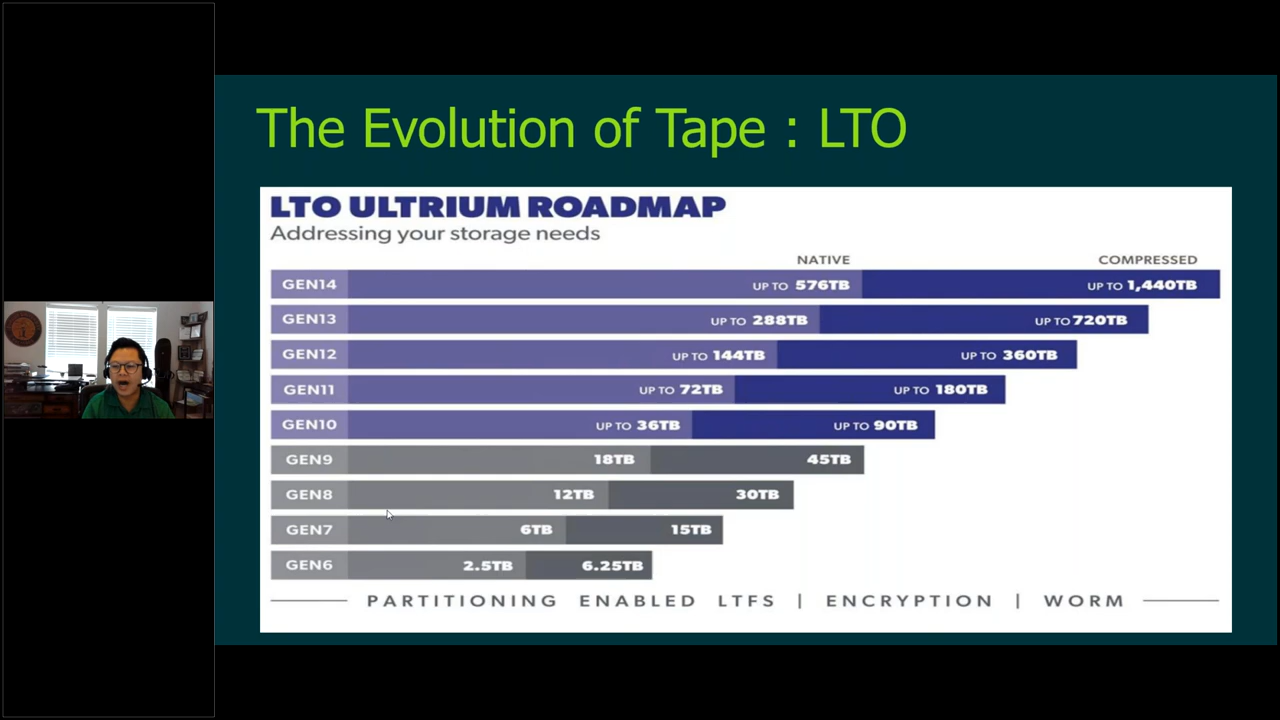 The Evolution of Tape : LTO
LTO ULTRIUM ROADMAP
Addressing your storage needs
NATIVE COMPRESSED
GEN14 UP TO 576TB UP TO 1,440TB
GEN13 UP TO 288TB UP TO 720TB
GEN12 UP TO 144TB UP TO 360TB
GEN11 UP TO 72TB UP TO 180TB
GEN10 UP TO 36TB UP TO 90TB
GEN9 18TB 45TB
GEN8 12TB 30TB
GEN7 6TB 15TB
GEN6 2.5TB 6.25TB
PARTITIONING ENABLED LTFS | ENCRYPTION | WORM